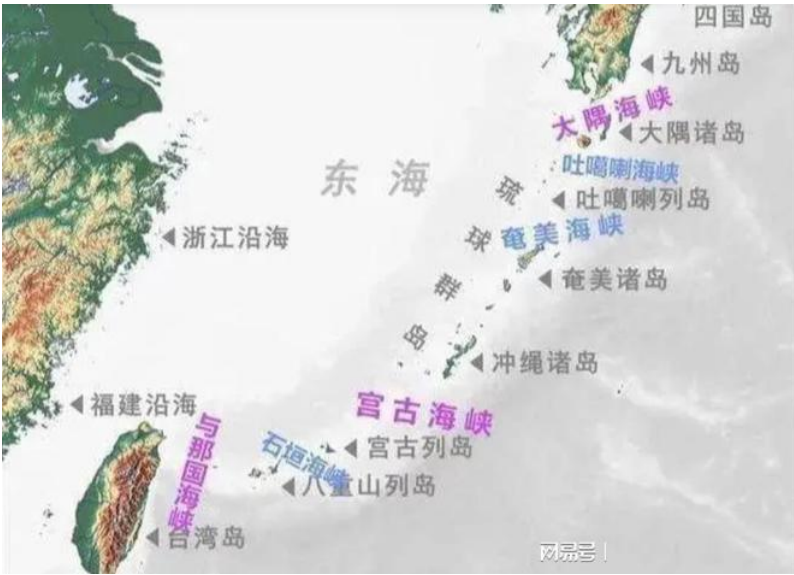 四国岛
九州岛
大隅海峡
大隅诸岛
吐噶喇海峡
东海
琉球群岛
吐噶喇列岛
奄美海峡
浙江沿海
奄美诸岛
冲绳诸岛
福建沿海
宫古海峡
与那国海峡
石垣海峡
宫古列岛
八重山列岛
台湾岛
网易号